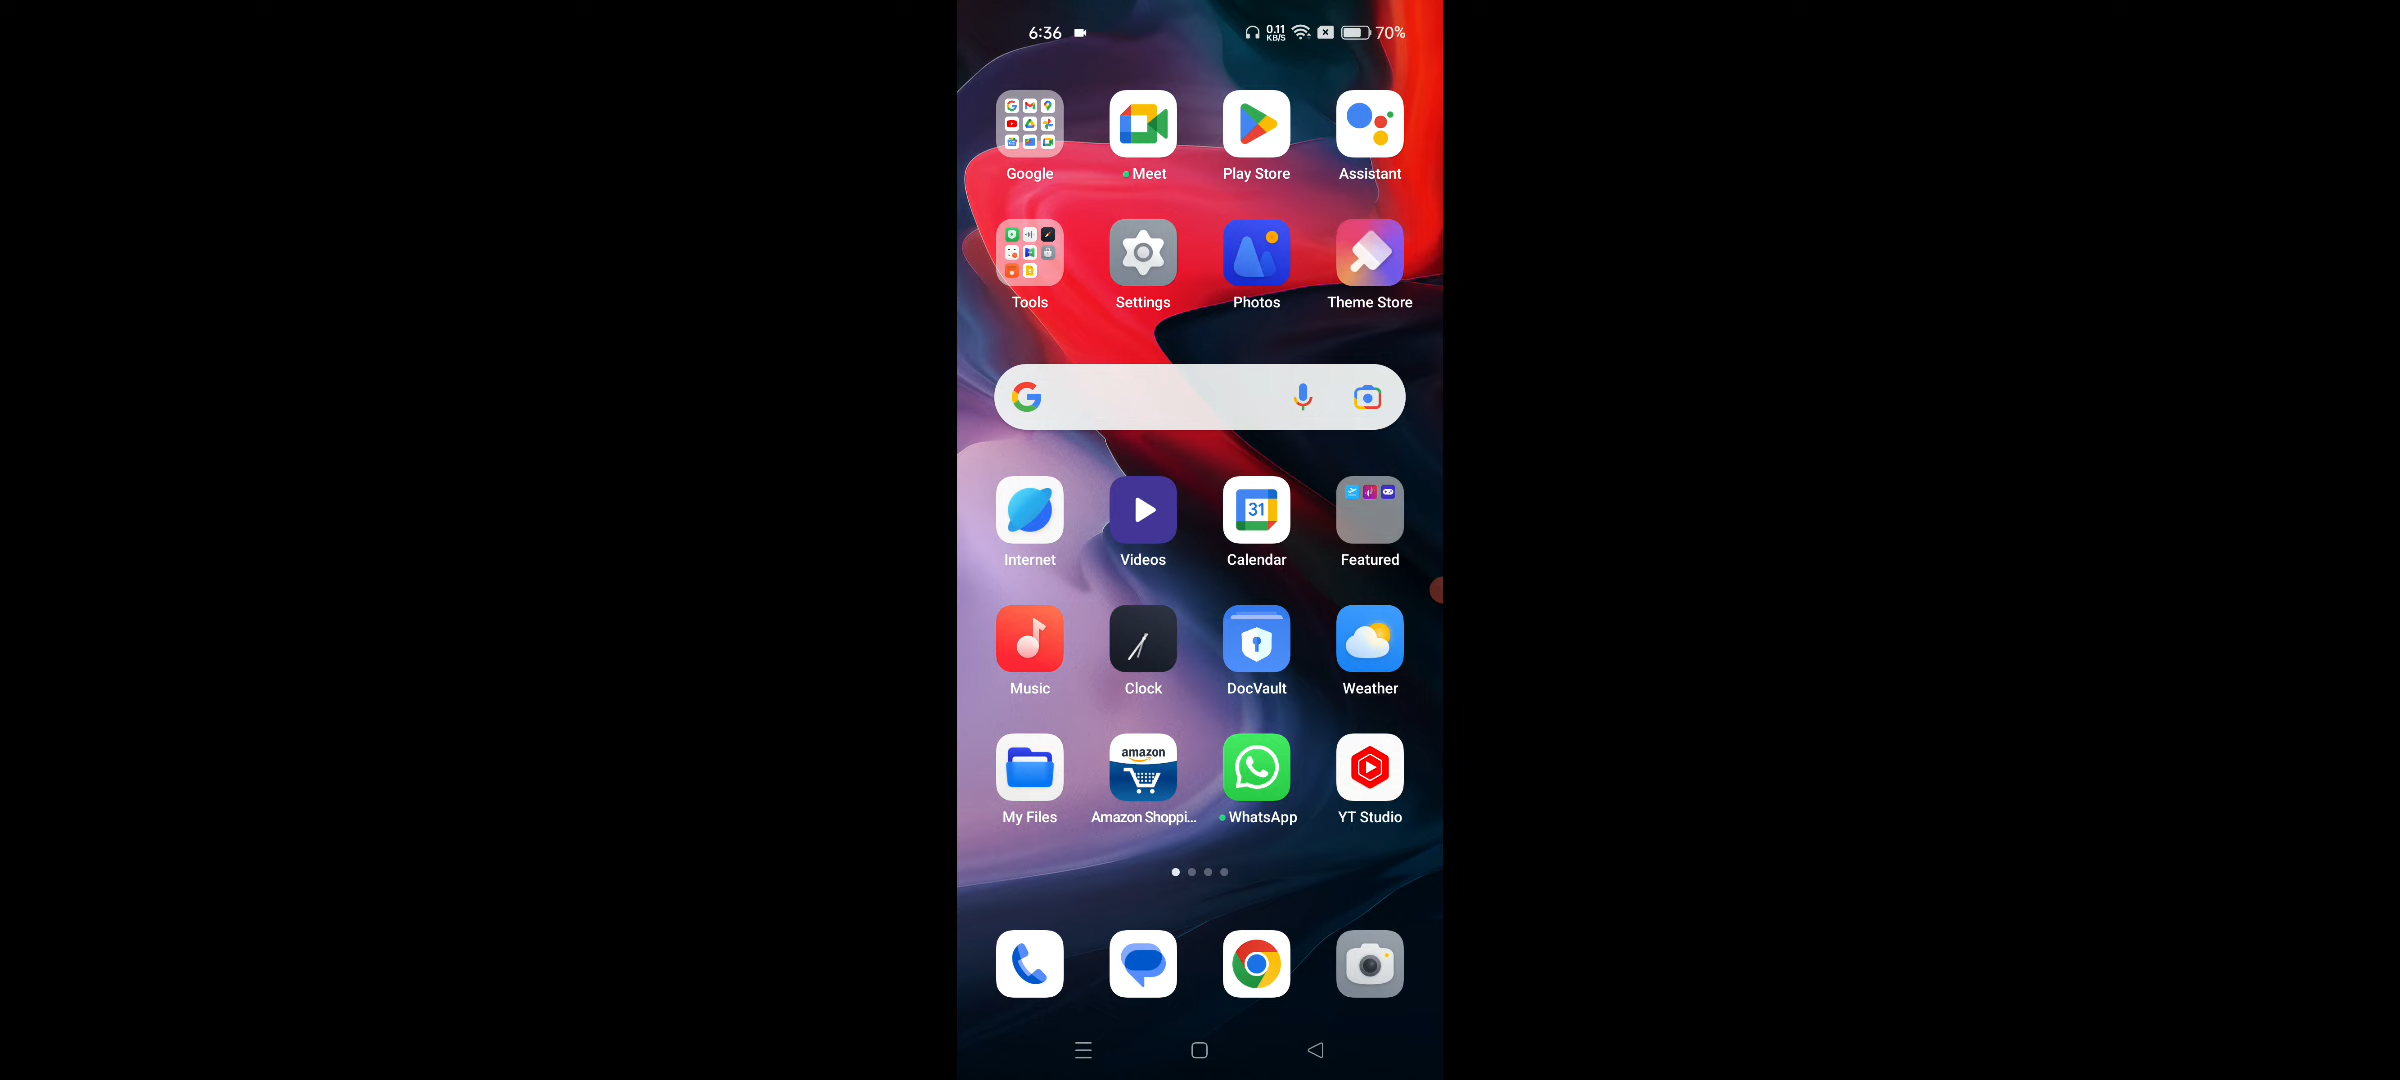 6:36 0.11 KB/S 70%
Google Meet Play Store Assistant
Tools Settings Photos Theme Store
31
Internet Videos Calendar Featured
Music Clock DocVault Weather
amazon
My Files Amazon Shoppi... WhatsApp YT Studio